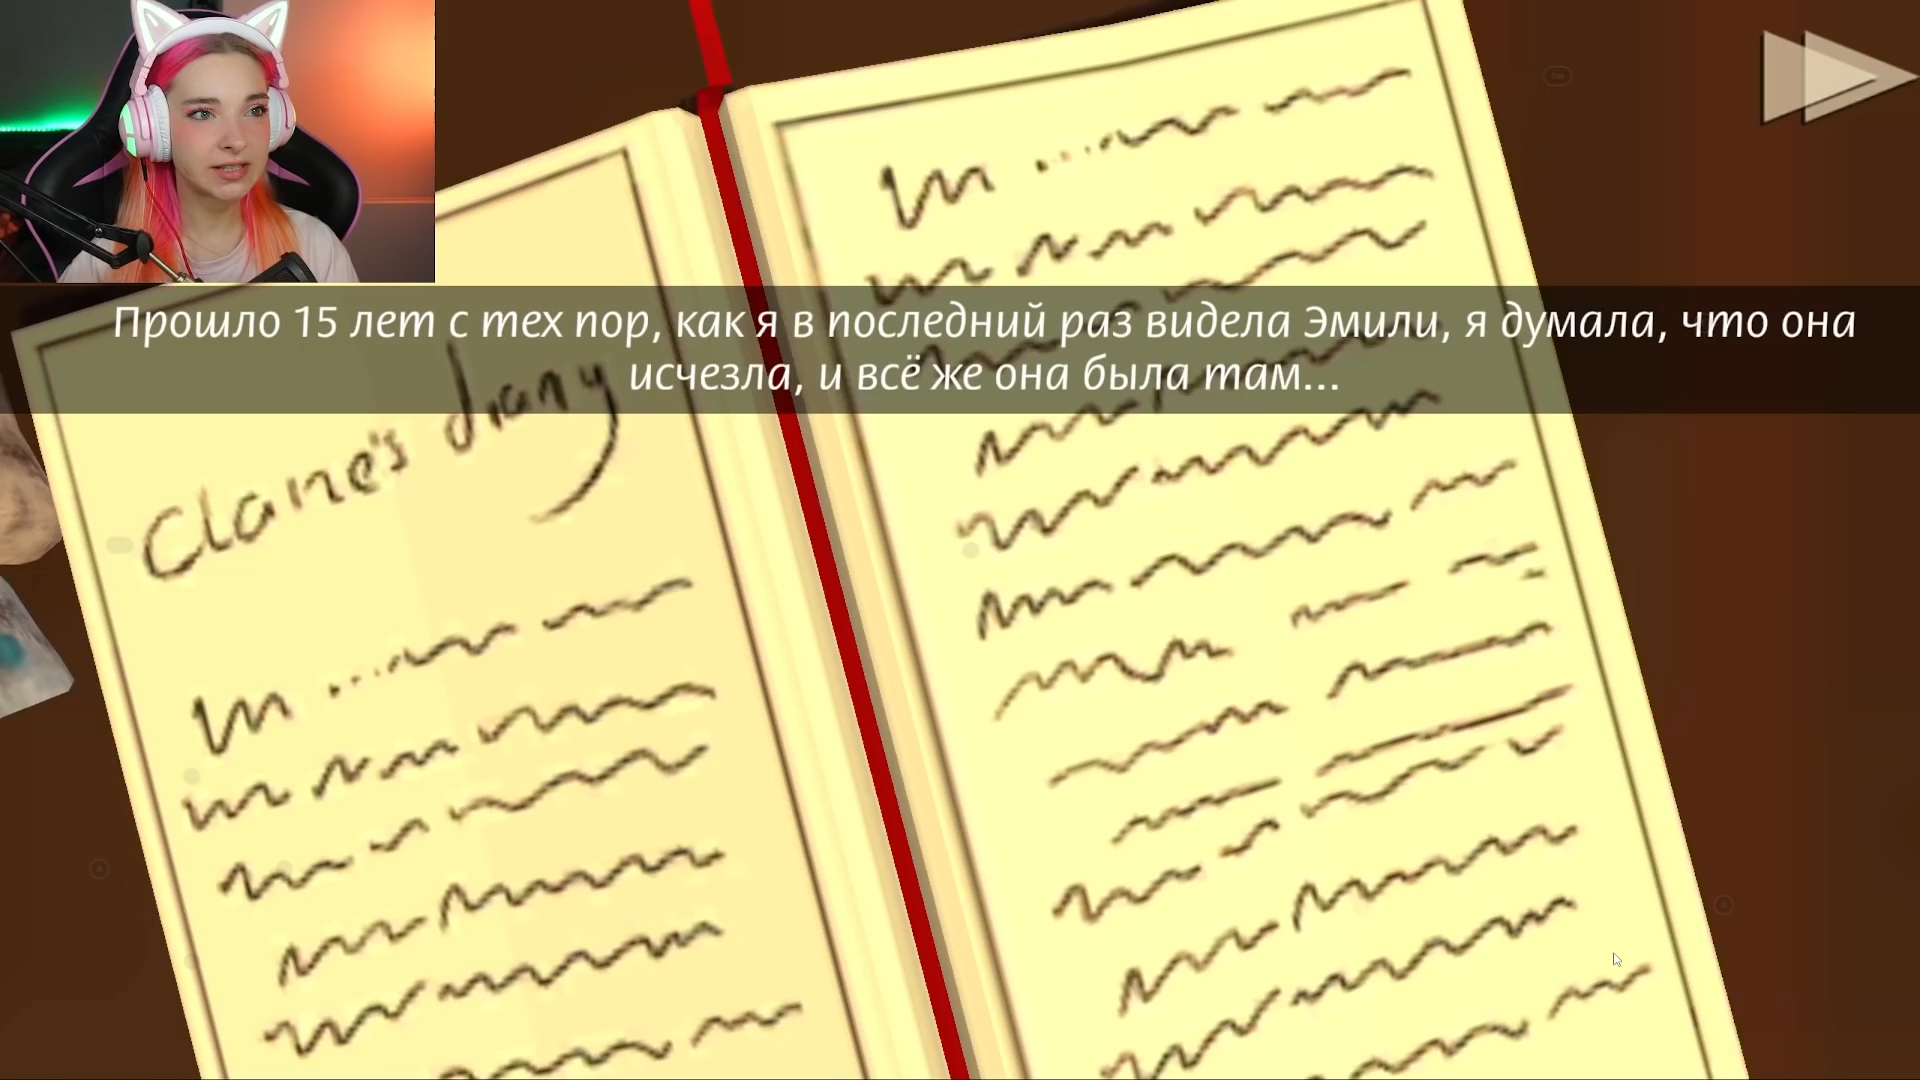 Прошло 15 лет с тех пор, как я в последний раз видела Эмили, я думала, что она
исчезла, и всё же она была там...
Claire's diary